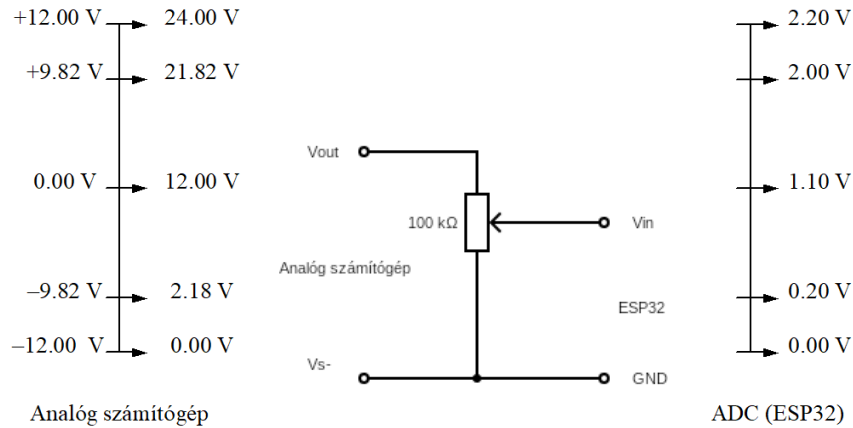 +12.00 V 24.00 V 2.20 V
+9.82 V 21.82 V 2.00 V
Vout
0.00 V 12.00 V 1.10 V
100 kΩ Vin
Analóg számítógép
−9.82 V 2.18 V 0.20 V
ESP32
−12.00 V 0.00 V 0.00 V
Vs-
GND
Analóg számítógép ADC (ESP32)